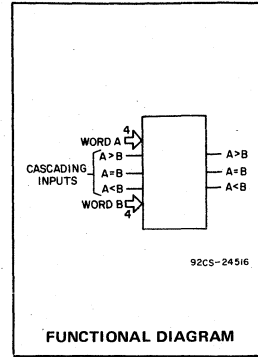 4
WORD A
CASCADING INPUTS
A>B
A=B
A<B
WORD B
4
A>B
A=B
A<B
92CS-24516
FUNCTIONAL DIAGRAM